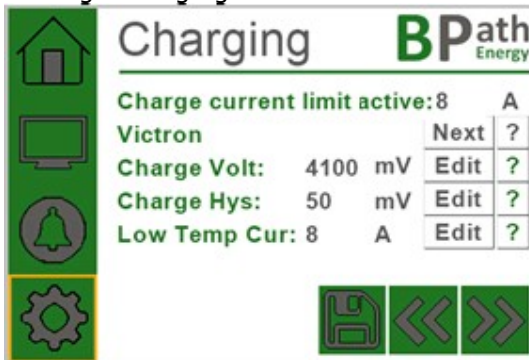 Charging
BPath
Energy
Charge current limit active:8 A
Victron Next ?
Charge Volt: 4100 mV Edit ?
Charge Hys: 50 mV Edit ?
Low Temp Cur: 8 A Edit ?